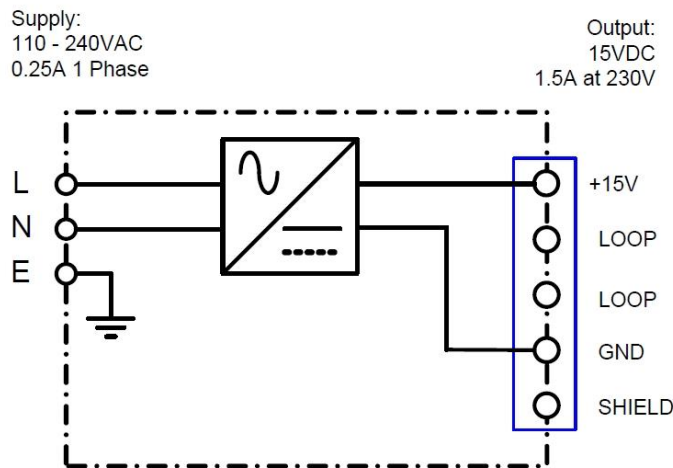 Supply:
110 - 240VAC
0.25A 1 Phase
Output:
15VDC
1.5A at 230V
L
N
E
+15V
LOOP
LOOP
GND
SHIELD